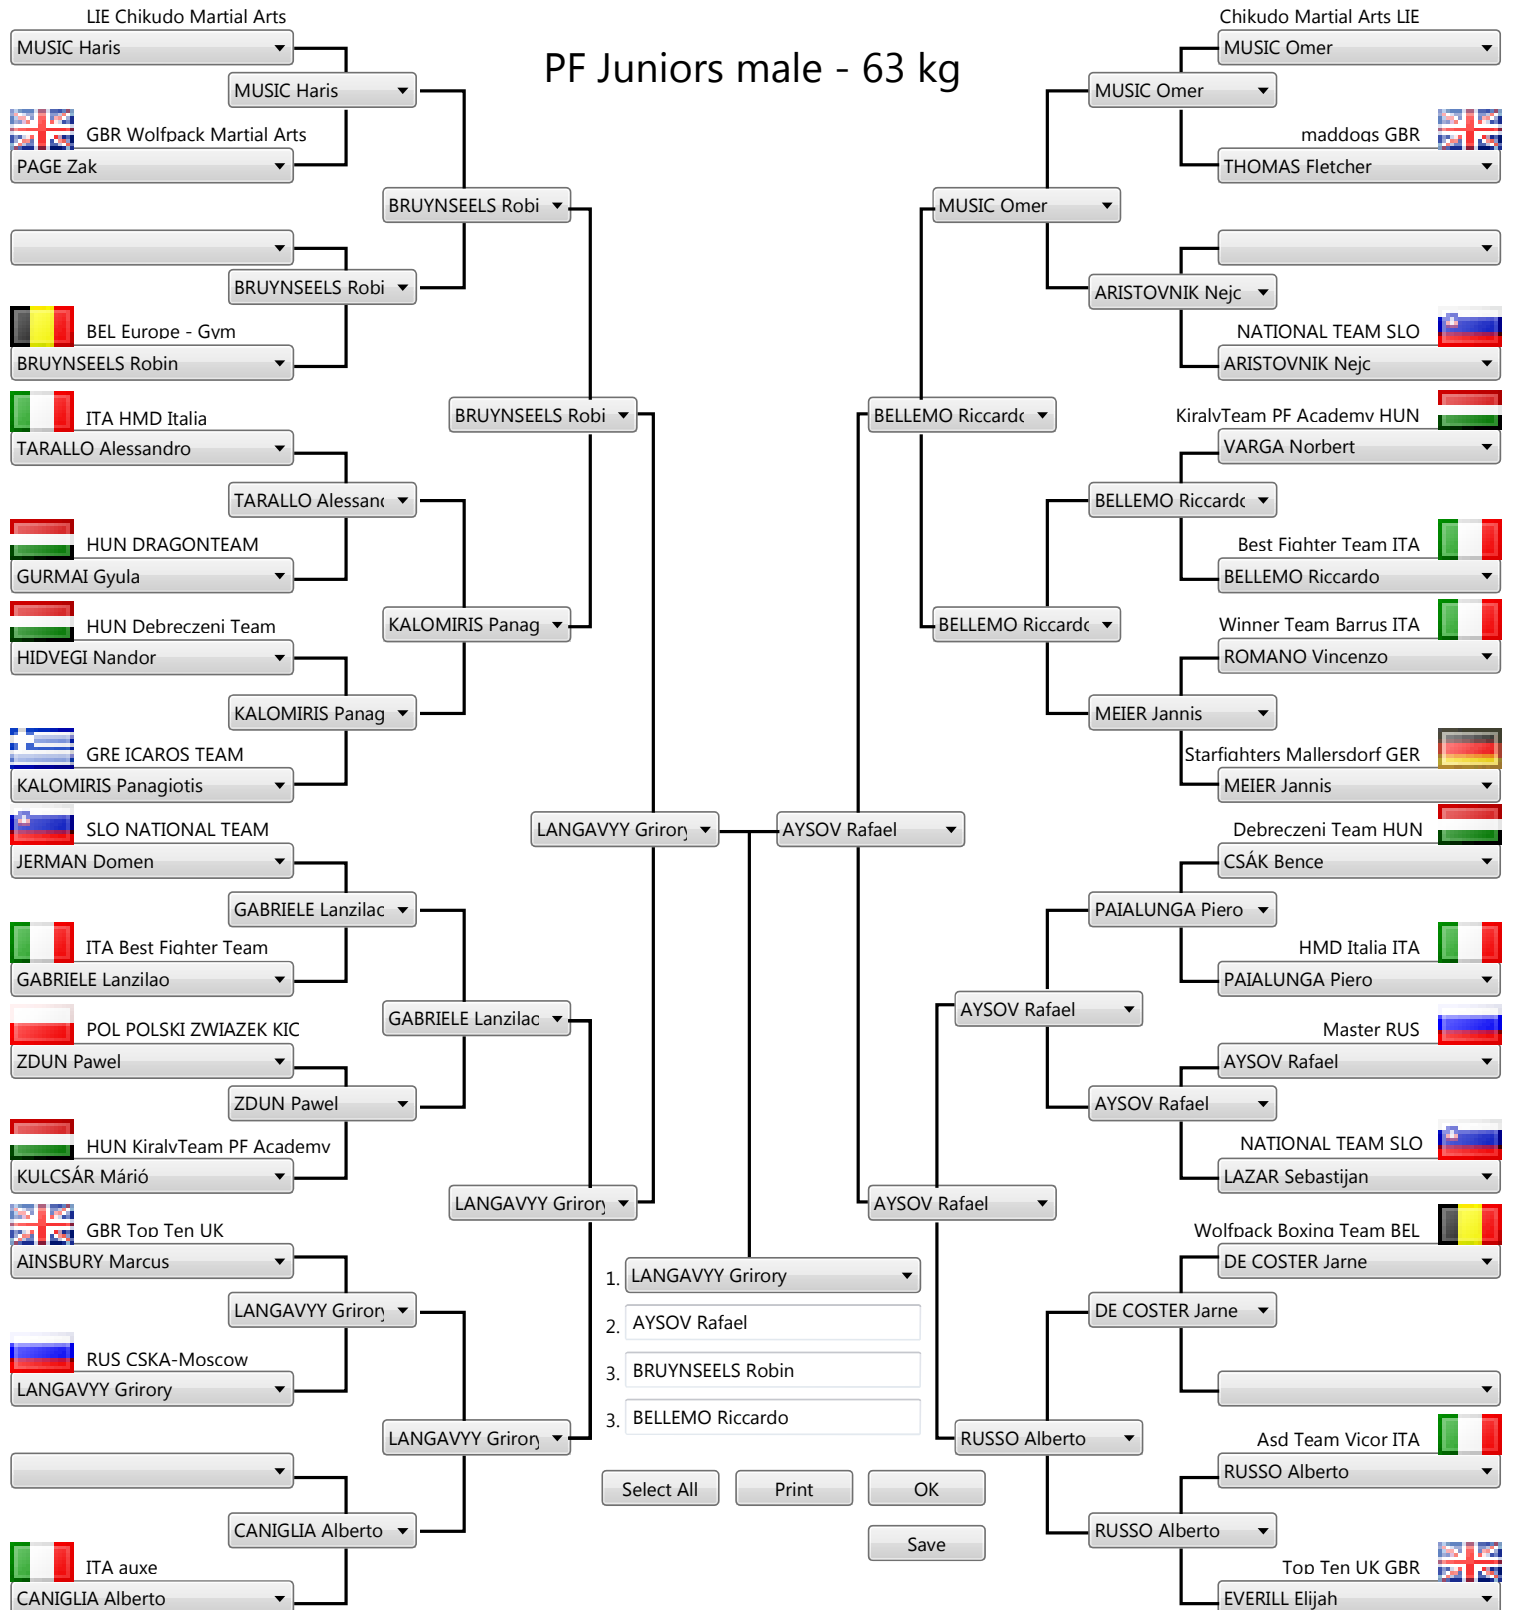 PF Juniors male - 63 kg
LIE Chikudo Martial Arts
MUSIC Haris
MUSIC Haris
GBR Wolfpack Martial Arts
PAGE Zak
BRUYNSEELS Robi
BRUYNSEELS Robi
BEL Europe - Gym
BRUYNSEELS Robin
ITA HMD Italia
BRUYNSEELS Robi
TARALLO Alessandro
TARALLO Alessand
HUN DRAGONTEAM
GURMAI Gyula
HUN Debreczeni Team
KALOMIRIS Panag
HIDVEGI Nandor
KALOMIRIS Panag
GRE ICAROS TEAM
KALOMIRIS Panagiotis
SLO NATIONAL TEAM
LANGAVYY Grirory
JERMAN Domen
GABRIELE Lanzilao
ITA Best Fighter Team
GABRIELE Lanzilao
GABRIELE Lanzilao
POL POLSKI ZWIAZEK KIC
ZDUN Pawel
ZDUN Pawel
HUN KiralyTeam PF Academy
KULCSÁR Márió
LANGAVYY Grirory
GBR Top Ten UK
AINSBURY Marcus
LANGAVYY Grirory
RUS CSKA-Moscow
LANGAVYY Grirory
LANGAVYY Grirory
CANIGLIA Alberto
ITA auxe
CANIGLIA Alberto
Chikudo Martial Arts LIE
MUSIC Omer
MUSIC Omer
maddogs GBR
THOMAS Fletcher
MUSIC Omer
ARISTOVNIK Nejc
NATIONAL TEAM SLO
ARISTOVNIK Nejc
BELLEMO Riccardo
KiralyTeam PF Academy HUN
VARGA Norbert
BELLEMO Riccardo
Best Fighter Team ITA
BELLEMO Riccardo
BELLEMO Riccardo
Winner Team Barrus ITA
ROMANO Vincenzo
MEIER Jannis
Starfighters Mallersdorf GER
MEIER Jannis
AYSOV Rafael
Debreczeni Team HUN
CSÁK Bence
PAIALUNGA Piero
HMD Italia ITA
PAIALUNGA Piero
AYSOV Rafael
Master RUS
AYSOV Rafael
AYSOV Rafael
NATIONAL TEAM SLO
LAZAR Sebastijan
AYSOV Rafael
Wolfpack Boxing Team BEL
DE COSTER Jarne
DE COSTER Jarne
RUSSO Alberto
Asd Team Vicor ITA
RUSSO Alberto
RUSSO Alberto
Top Ten UK GBR
EVERILL Elijah
1. LANGAVYY Grirory
2. AYSOV Rafael
3. BRUYNSEELS Robin
3. BELLEMO Riccardo
Select All
Print
OK
Save